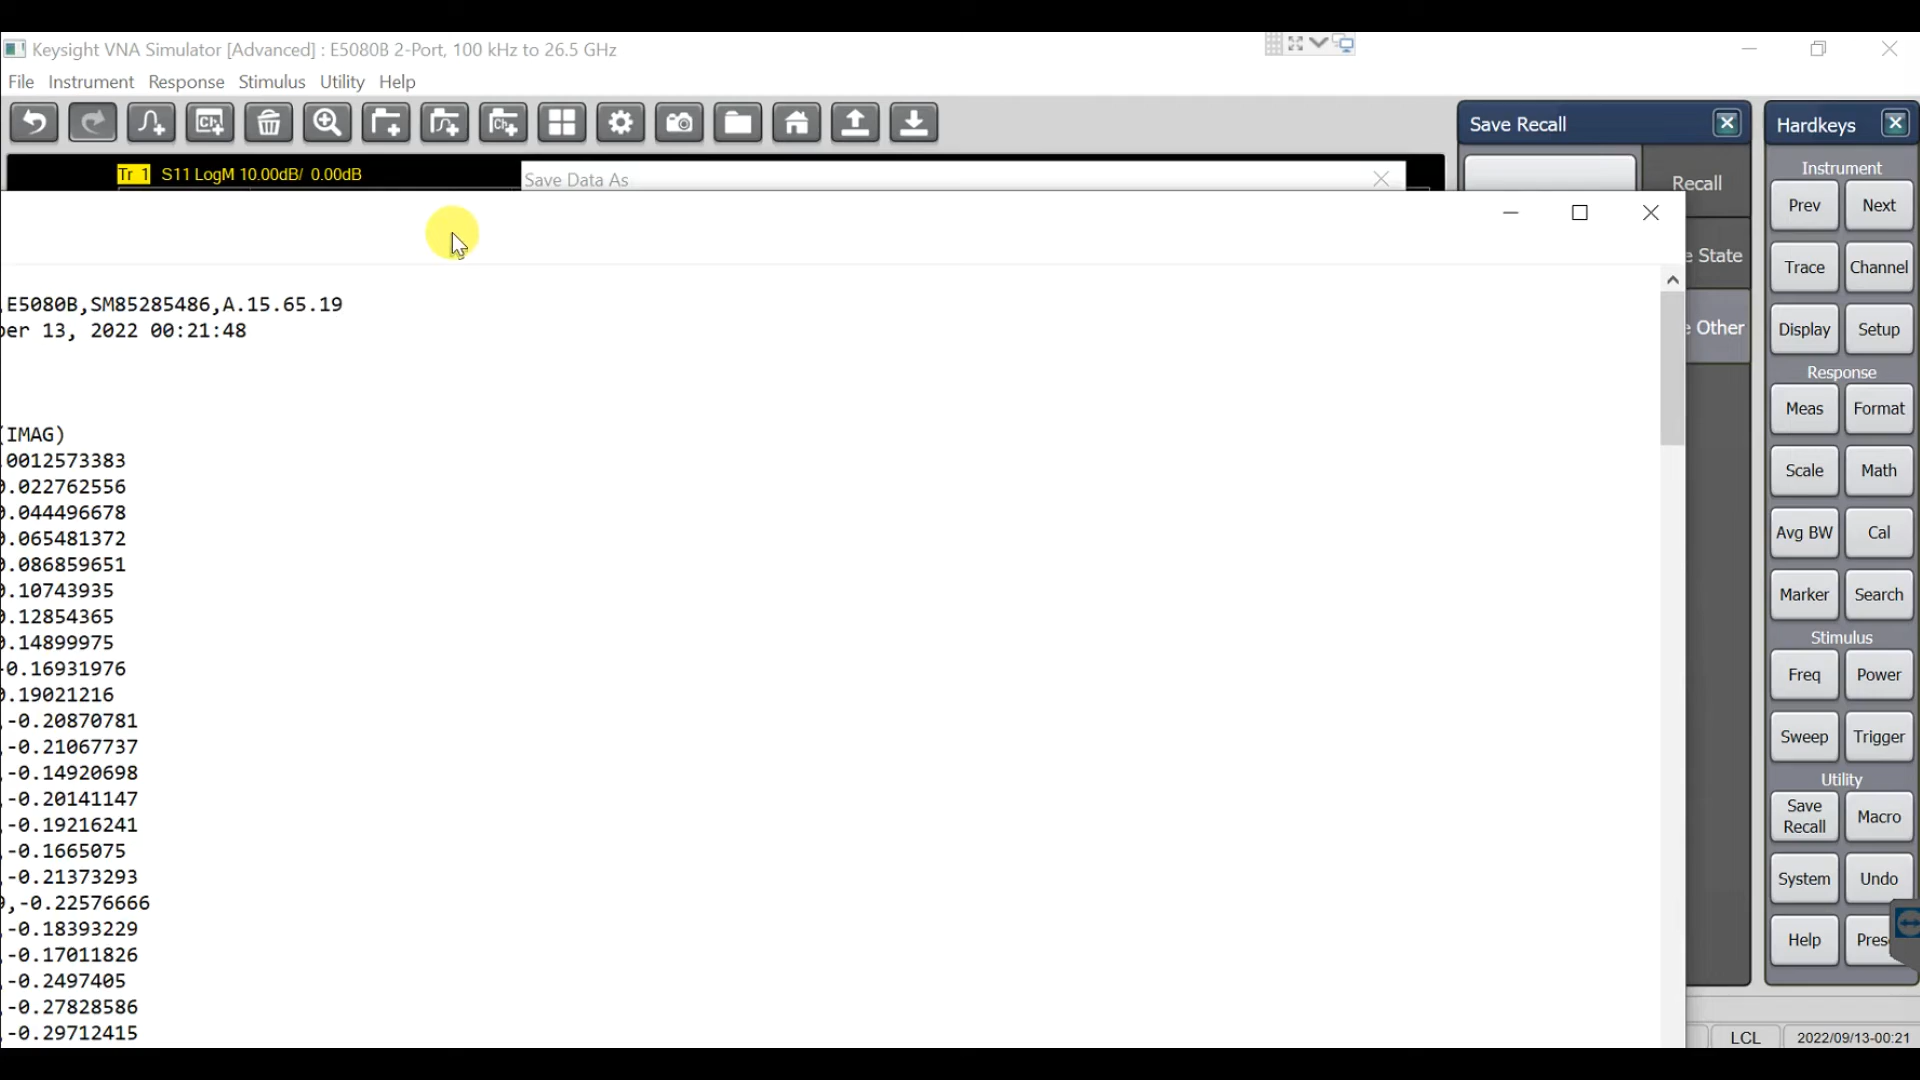 Keysight VNA Simulator [Advanced] : E5080B 2-Port, 100 kHz to 26.5 GHz
File Instrument Response Stimulus Utility Help
Ch
Ch
Tr 1 S11 LogM 10.00dB/ 0.00dB
Save Data As
,E5080B,SM85285486,A.15.65.19
13, 2022 00:21:48
(IMAG)
0012573383
.022762556
.044496678
.065481372
.086859651
.10743935
.12854365
.14899975
-0.16931976
.19021216
,-0.20870781
,-0.21067737
,-0.14920698
,-0.20141147
,-0.19216241
,-0.1665075
,-0.21373293
,-0.22576666
,-0.18393229
,-0.17011826
,-0.2497405
,-0.27828586
,-0.29712415
Save Recall
Recall
State
Other
Hardkeys
Instrument
Prev Next
Trace Channel
Display Setup
Response
Meas Format
Scale Math
Avg BW Cal
Marker Search
Stimulus
Freq Power
Sweep Trigger
Utility
Save Recall Macro
System Undo
Help Pres
LCL 2022/09/13-00:21